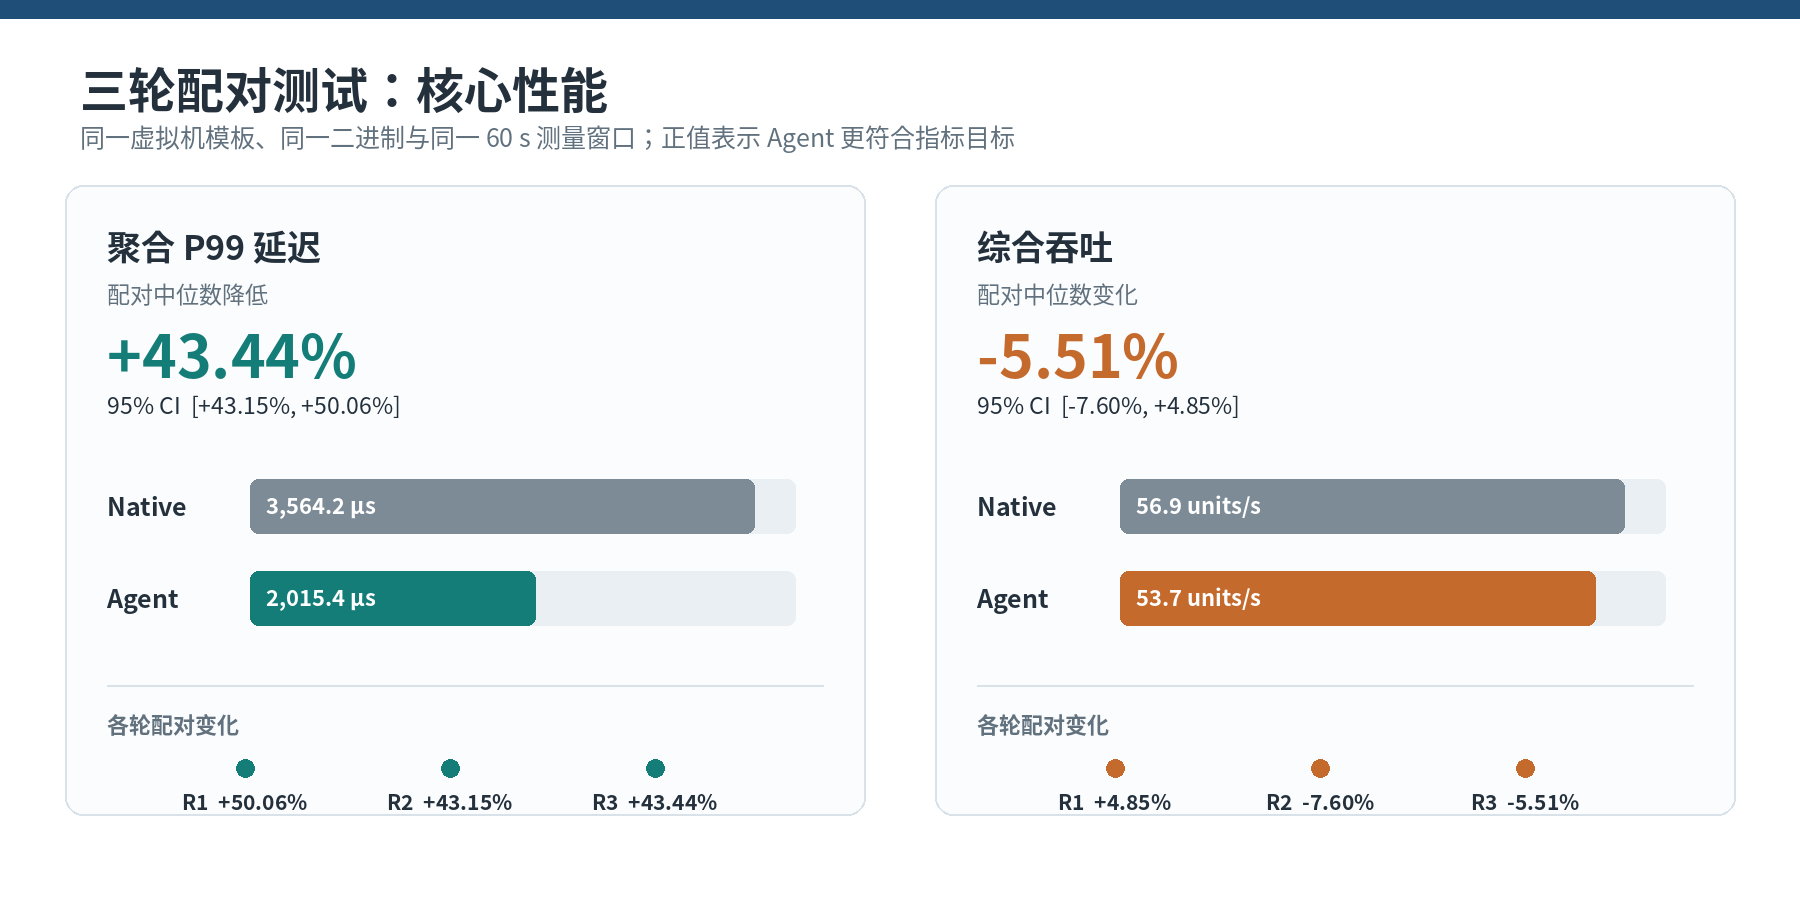 三轮配对测试：核心性能
同一虚拟机模板、同一二进制与同一 60 s 测量窗口；正值表示 Agent 更符合指标目标
聚合 P99 延迟
配对中位数降低
+43.44%
95% CI [+43.15%, +50.06%]
Native
3,564.2 μs
Agent
2,015.4 μs
各轮配对变化
R1 +50.06%
R2 +43.15%
R3 +43.44%
综合吞吐
配对中位数变化
-5.51%
95% CI [-7.60%, +4.85%]
Native
56.9 units/s
Agent
53.7 units/s
各轮配对变化
R1 +4.85%
R2 -7.60%
R3 -5.51%